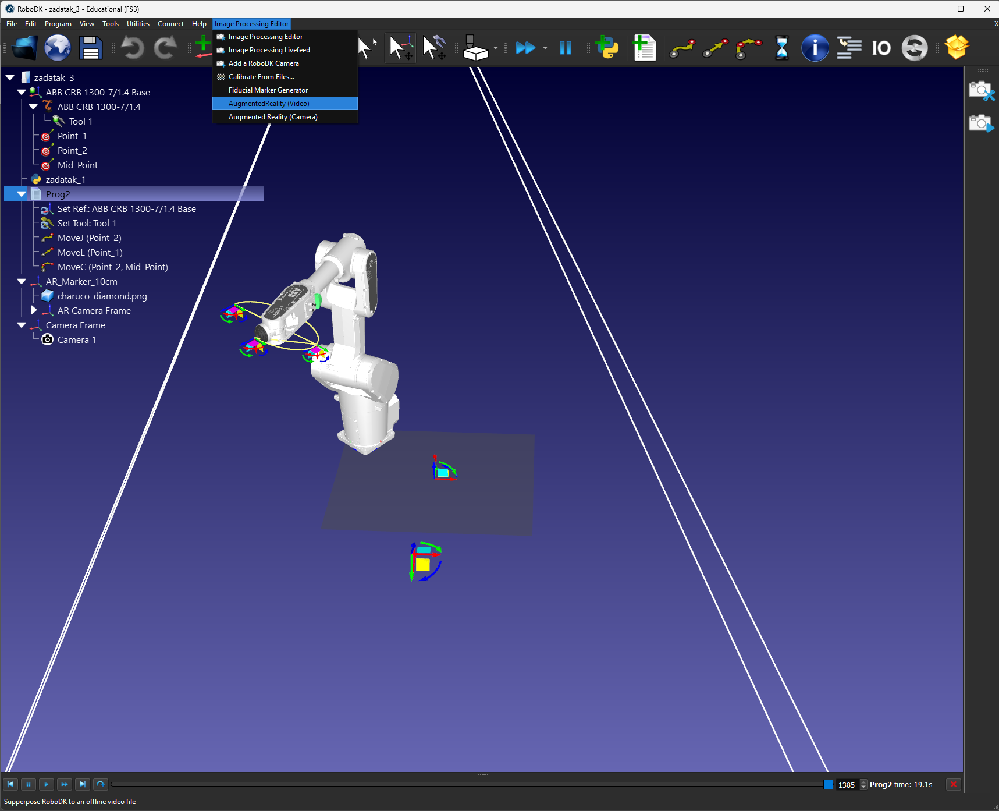 RoboDK - zadatak_3 - Educational (FSB)
File Edit Program View Tools Utilities Connect Help Image Processing Editor
X
Image Processing Editor
Image Processing Livefeed
Add a RoboDK Camera
Calibrate From Files...
Fiducial Marker Generator
AugmentedReality (Video)
Augmented Reality (Camera)
IO
zadatak_3
ABB CRB 1300-7/1.4 Base
ABB CRB 1300-7/1.4
Tool 1
Point_1
Point_2
Mid_Point
zadatak_1
Prog2
Set Ref.: ABB CRB 1300-7/1.4 Base
Set Tool: Tool 1
MoveJ (Point_2)
MoveL (Point_1)
MoveC (Point_2, Mid_Point)
AR_Marker_10cm
charuco_diamond.png
AR Camera Frame
Camera Frame
Camera 1
ABB
1385 Prog2 time: 19.1s
Supperpose RoboDK to an offline video file